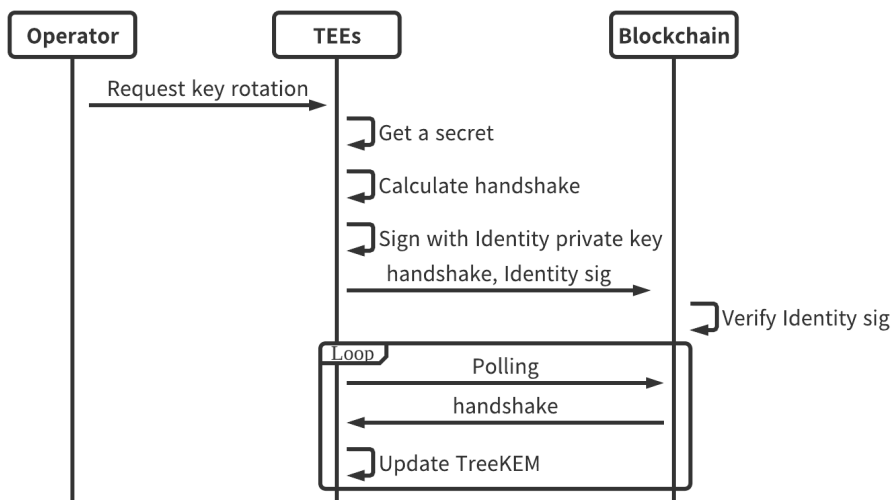 Operator
TEEs
Blockchain
Request key rotation
Get a secret
Calculate handshake
Sign with Identity private key
handshake, Identity sig
Verify Identity sig
Loop
Polling
handshake
Update TreeKEM